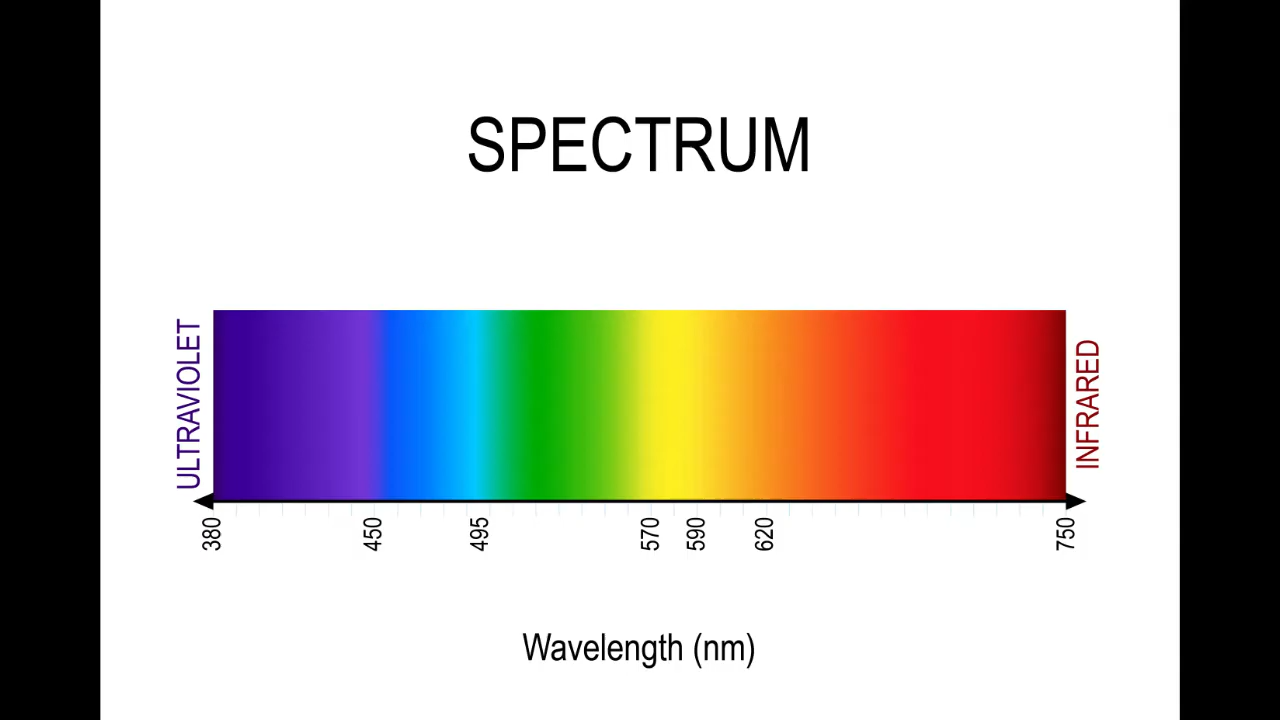 SPECTRUM
ULTRAVIOLET
INFRARED
380 450 495 570 590 620 750
Wavelength (nm)